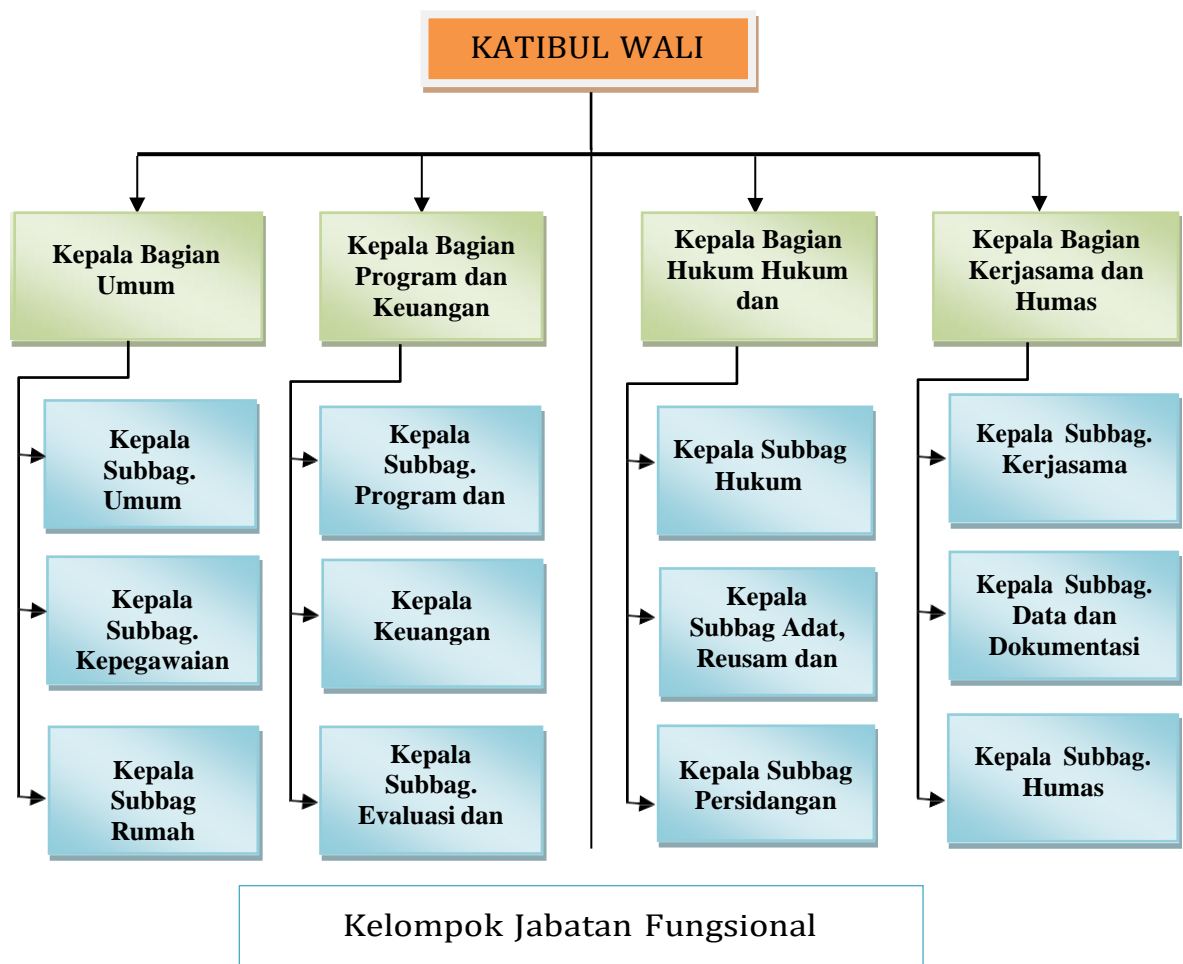 KATIBUL WALI
Kepala Bagian
Umum
Kepala Bagian
Program dan
Keuangan
Kepala Bagian
Hukum Hukum
dan
Kepala Bagian
Kerjasama dan
Humas
Kepala
Subbag.
Umum
Kepala
Subbag.
Program dan
Kepala Subbag
Hukum
Kepala Subbag.
Kerjasama
Kepala
Subbag.
Kepegawaian
Kepala
Keuangan
Kepala
Subbag Adat,
Reusam dan
Kepala Subbag.
Data dan
Dokumentasi
Kepala
Subbag
Rumah
Kepala
Subbag.
Evaluasi dan
Kepala Subbag
Persidangan
Kepala Subbag.
Humas
Kelompok Jabatan Fungsional